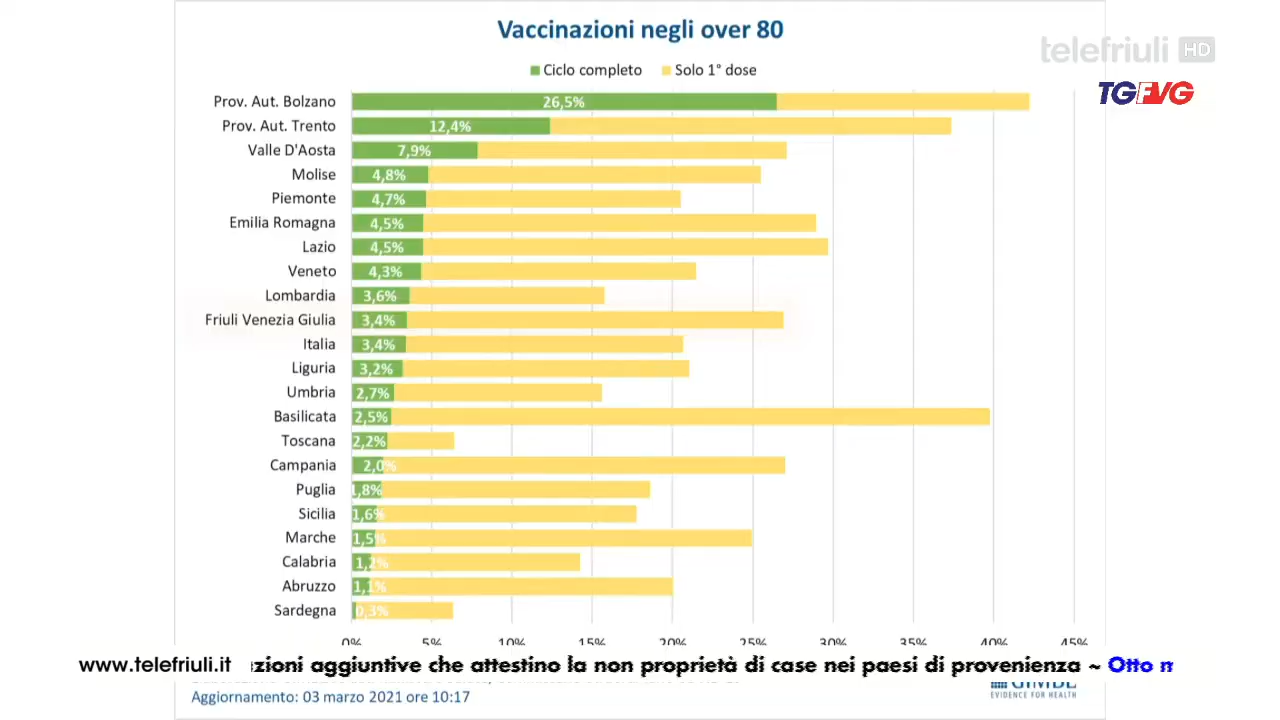 Vaccinazioni negli over 80
telefriuli HD
Ciclo completo Solo 1° dose
TGFVG
Prov. Aut. Bolzano 26,5%
Prov. Aut. Trento 12,4%
Valle D'Aosta 7,9%
Molise 4,8%
Piemonte 4,7%
Emilia Romagna 4,5%
Lazio 4,5%
Veneto 4,3%
Lombardia 3,6%
Friuli Venezia Giulia 3,4%
Italia 3,4%
Liguria 3,2%
Umbria 2,7%
Basilicata 2,5%
Toscana 2,2%
Campania 2,0%
Puglia 1,8%
Sicilia 1,6%
Marche 1,5%
Calabria 1,2%
Abruzzo 1,1%
Sardegna 0,3%
0% 5% 10% 15% 20% 25% 30% 35% 40% 45%
www.telefriuli.it zioni aggiuntive che attestino la non proprietà di case nei paesi di provenienza ~ Otto
GIMBE
Aggiornamento: 03 marzo 2021 ore 10:17
EVIDENCE FOR HEALTH